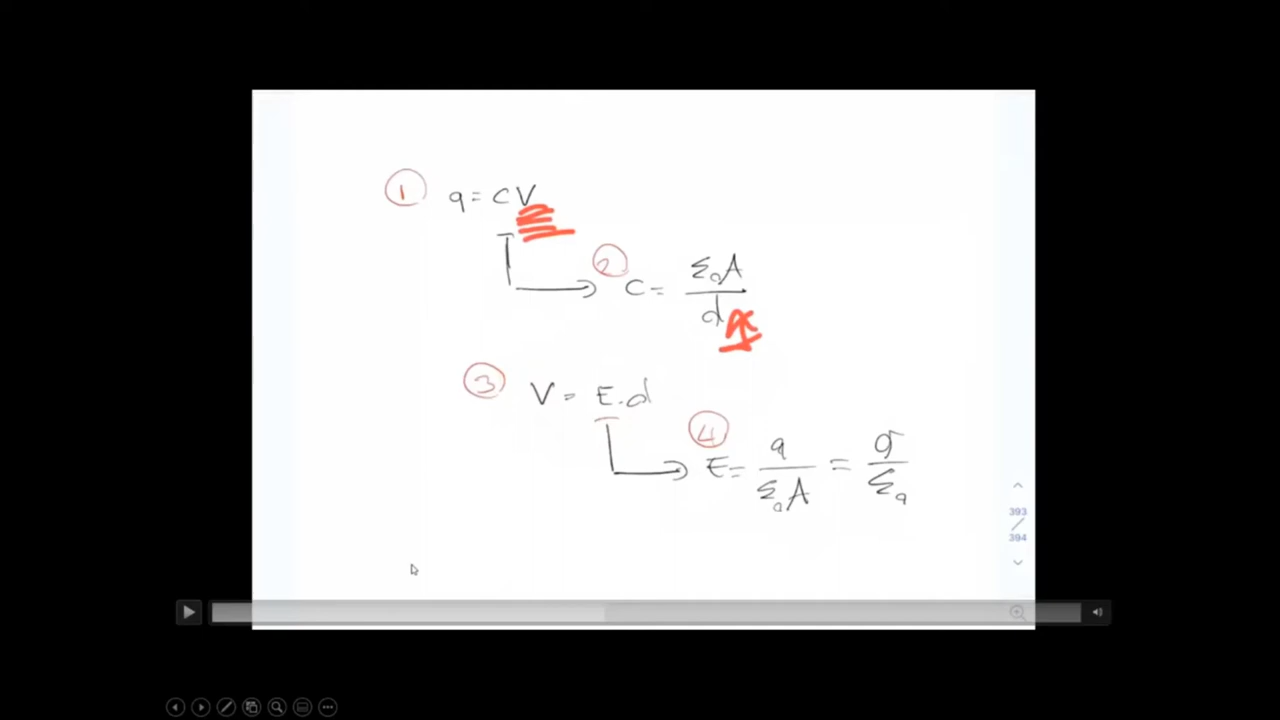 ① q = CV
② C = ε₀A / d
③ V = E.d
④ E = q / ε₀A = σ / ε₀
393
/
394